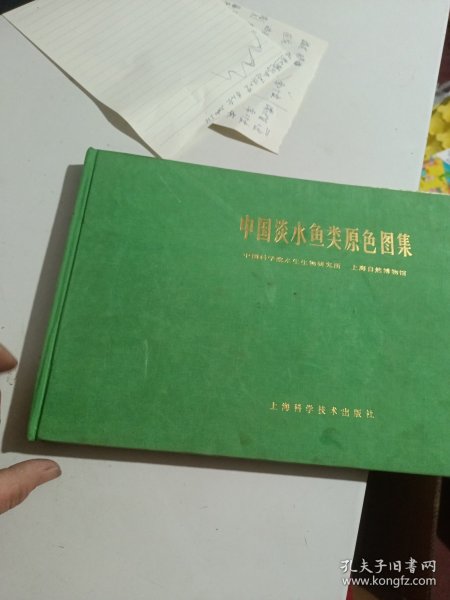 中国淡水鱼类原色图集
中国科学院水生生物研究所 上海自然博物馆
上海科学技术出版社
孔夫子旧书网
www.kongfz.com